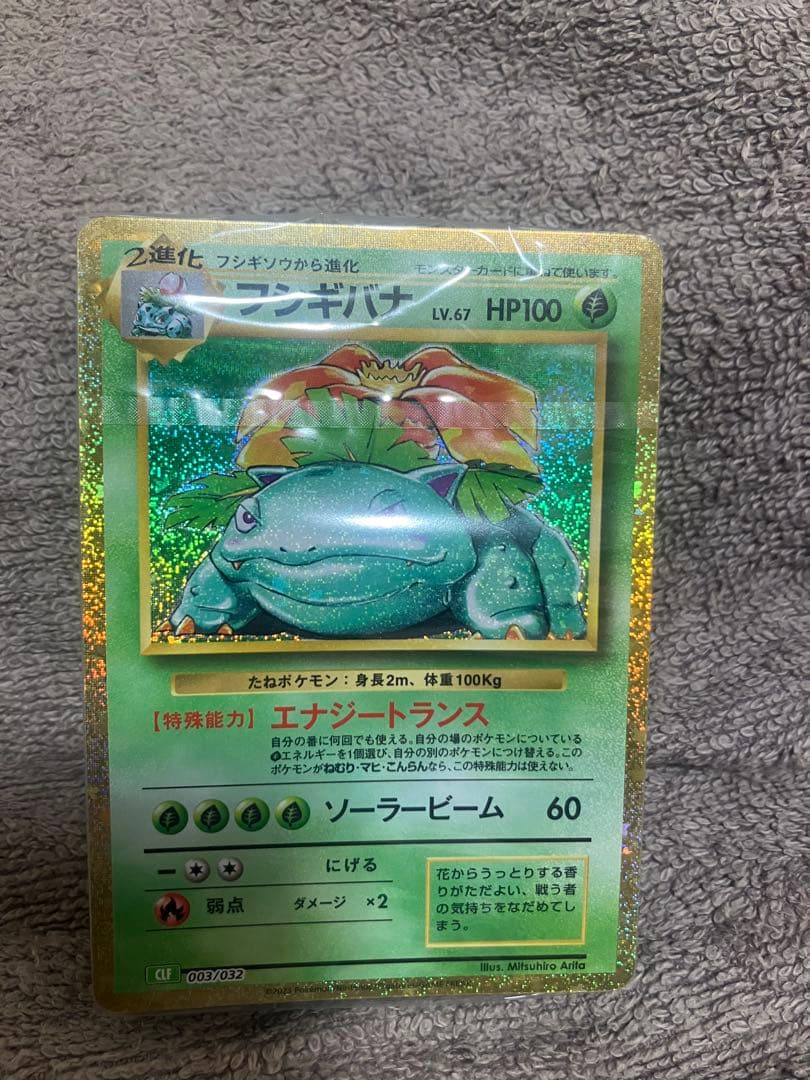 2進化
フシギソウから進化
モンスターカードに重ねて使います。
フシギバナ LV.67 HP100
たねポケモン：身長2m、体重100Kg
【特殊能力】エナジートランス
自分の番に何回でも使える。自分の場のポケモンについている
エネルギーを1個選び、自分の別のポケモンにつけ替える。この
ポケモンがねむり・マヒ・こんらんなら、この特殊能力は使えない。
ソーラービーム 60
にげる
弱点 ダメージ ×2
花からうっとりする香
りがただよい、戦う者
の気持ちをなだめてし
まう。
Illus. Mitsuhiro Arita
CLF 003/032
©2023 Pokémon